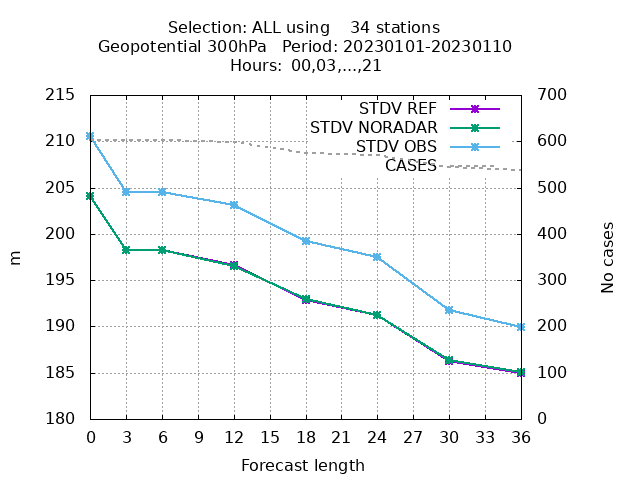 Selection: ALL using    34 stations
Geopotential 300hPa   Period: 20230101-20230110
Hours: 00,03,...,21
215 700
STDV REF
210 600
STDV NORADAR
STDV OBS
CASES
205 500
200 400
m
No cases
195 300
190 200
185 100
180 0
0 3 6 9 12 15 18 21 24 27 30 33 36
Forecast length